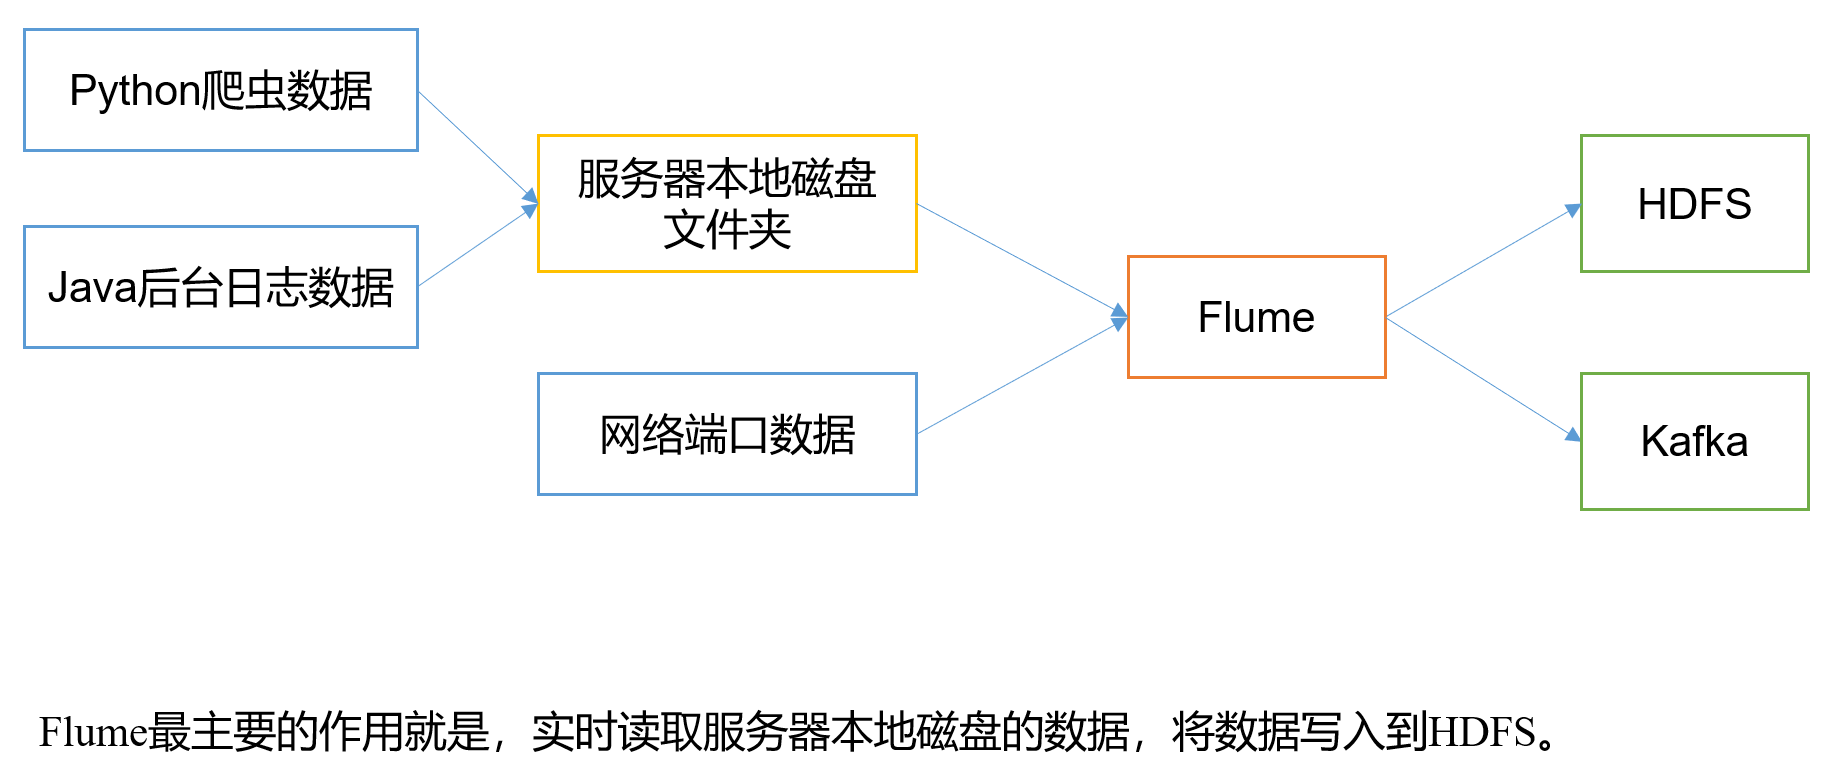 Python爬虫数据
Java后台日志数据
服务器本地磁盘
文件夹
网络端口数据
Flume
HDFS
Kafka
Flume最主要的作用就是，实时读取服务器本地磁盘的数据，将数据写入到HDFS。